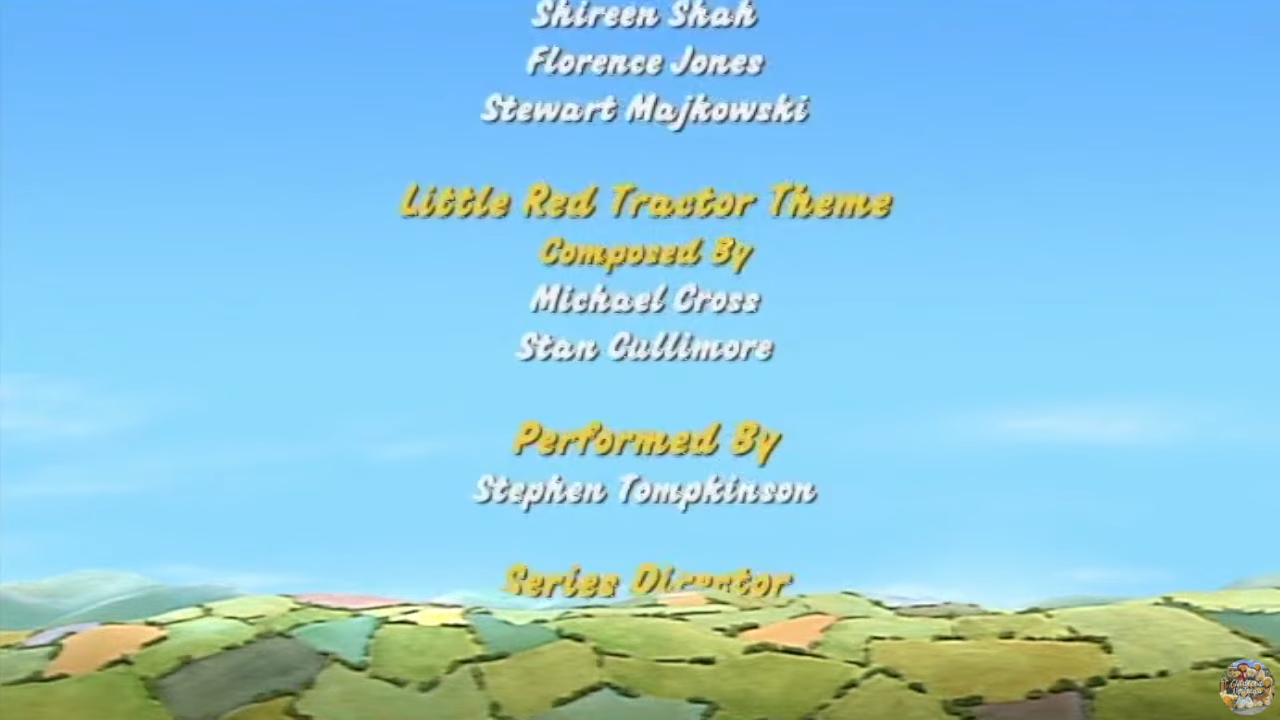 Shireen Shah
Florence Jones
Stewart Majkowski
Little Red Tractor Theme
Composed By
Michael Cross
Stan Cullimore
Performed By
Stephen Tompkinson
Series Director